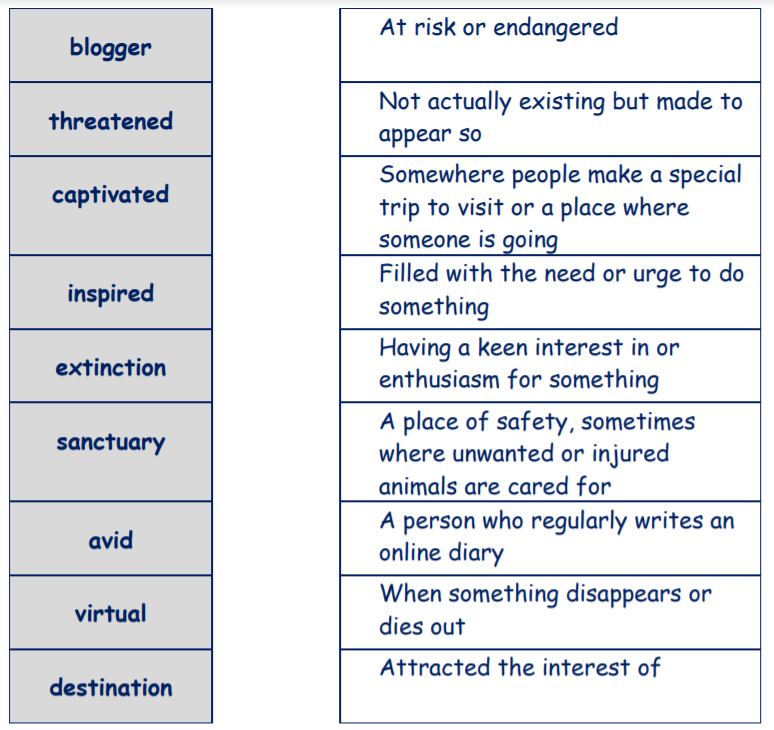 blogger
At risk or endangered
threatened
Not actually existing but made to
appear so
captivated
Somewhere people make a special
trip to visit or a place where
someone is going
inspired
Filled with the need or urge to do
something
extinction
Having a keen interest in or
enthusiasm for something
sanctuary
A place of safety, sometimes
where unwanted or injured
animals are cared for
avid
A person who regularly writes an
online diary
virtual
When something disappears or
dies out
destination
Attracted the interest of